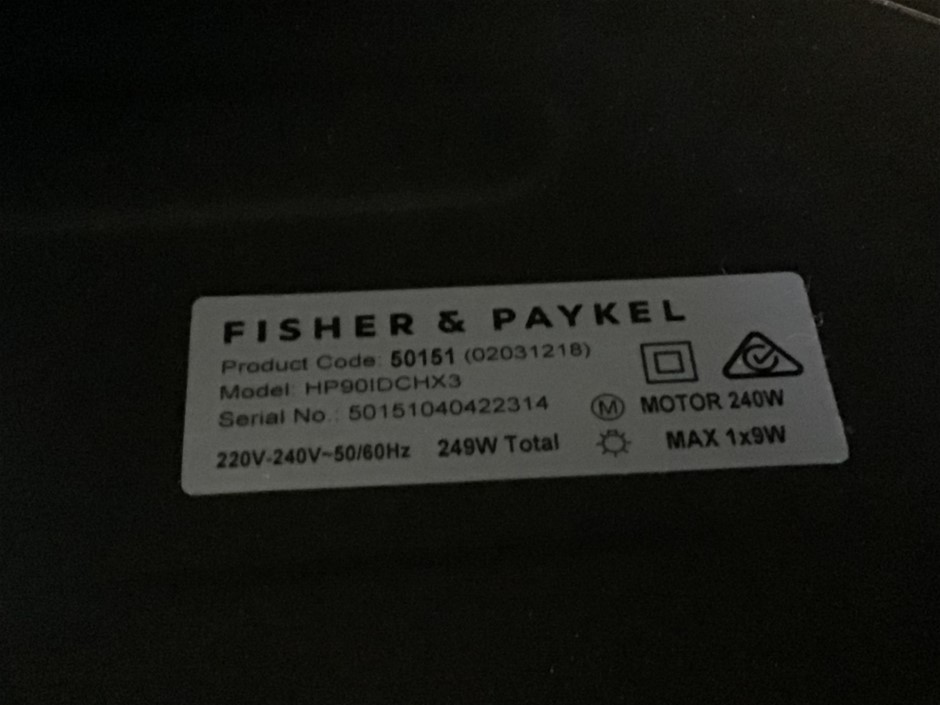 FISHER & PAYKEL
Product Code: 50151 (02031218)
Model: HP90IDCHX3
Serial No.: 50151040422314
M MOTOR 240W
220V-240V~50/60Hz 249W Total MAX 1x9W